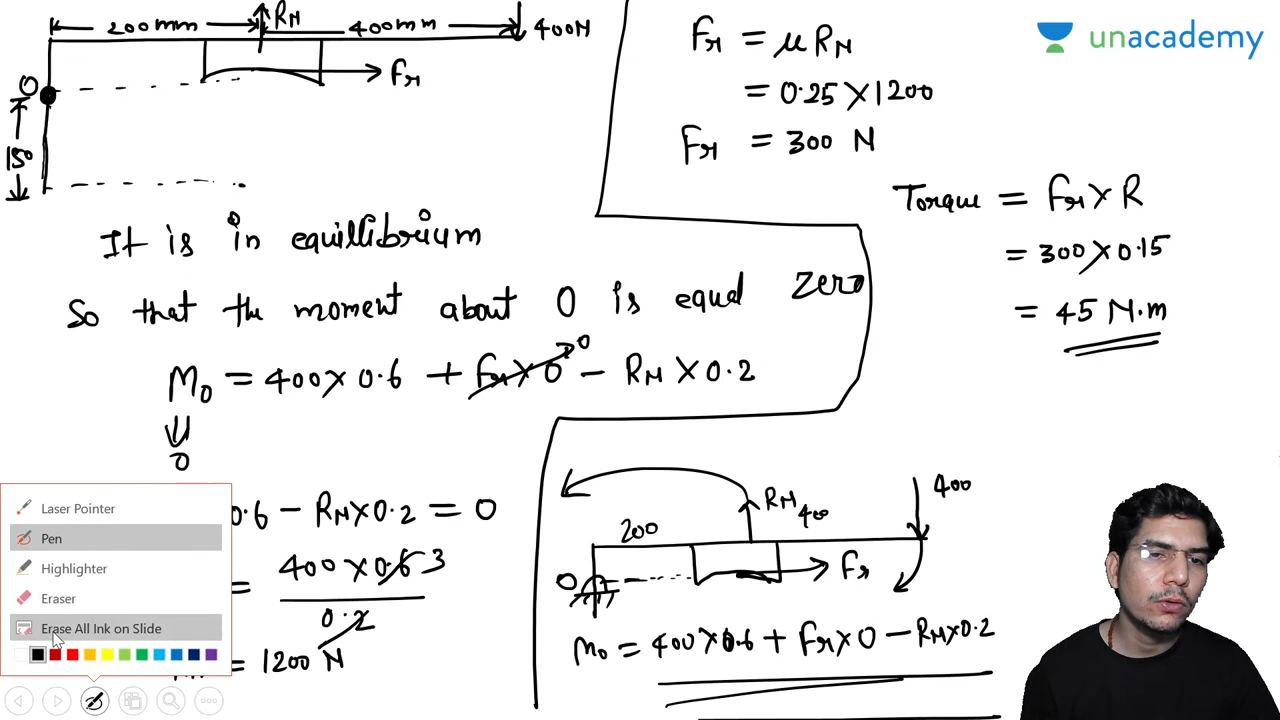 200mm RN 400mm 400N
O
Fr
150
It is in equillibrium
So that the moment about O is equal zero
Mo = 400 × 0.6 + Fr × 0 0 - RN × 0.2
0
0.6 - RN × 0.2 = 0
= 400 × 0.6 3
0.2
= 1200 N
Fr = μ RN
= 0.25 × 1200
Fr = 300 N
unacademy
Torque = Fr × R
= 300 × 0.15
= 45 N.m
200 RN 400 400
O Fr
Mo = 400 × 0.6 + Fr × 0 - RN × 0.2
Laser Pointer
Pen
Highlighter
Eraser
Erase All Ink on Slide